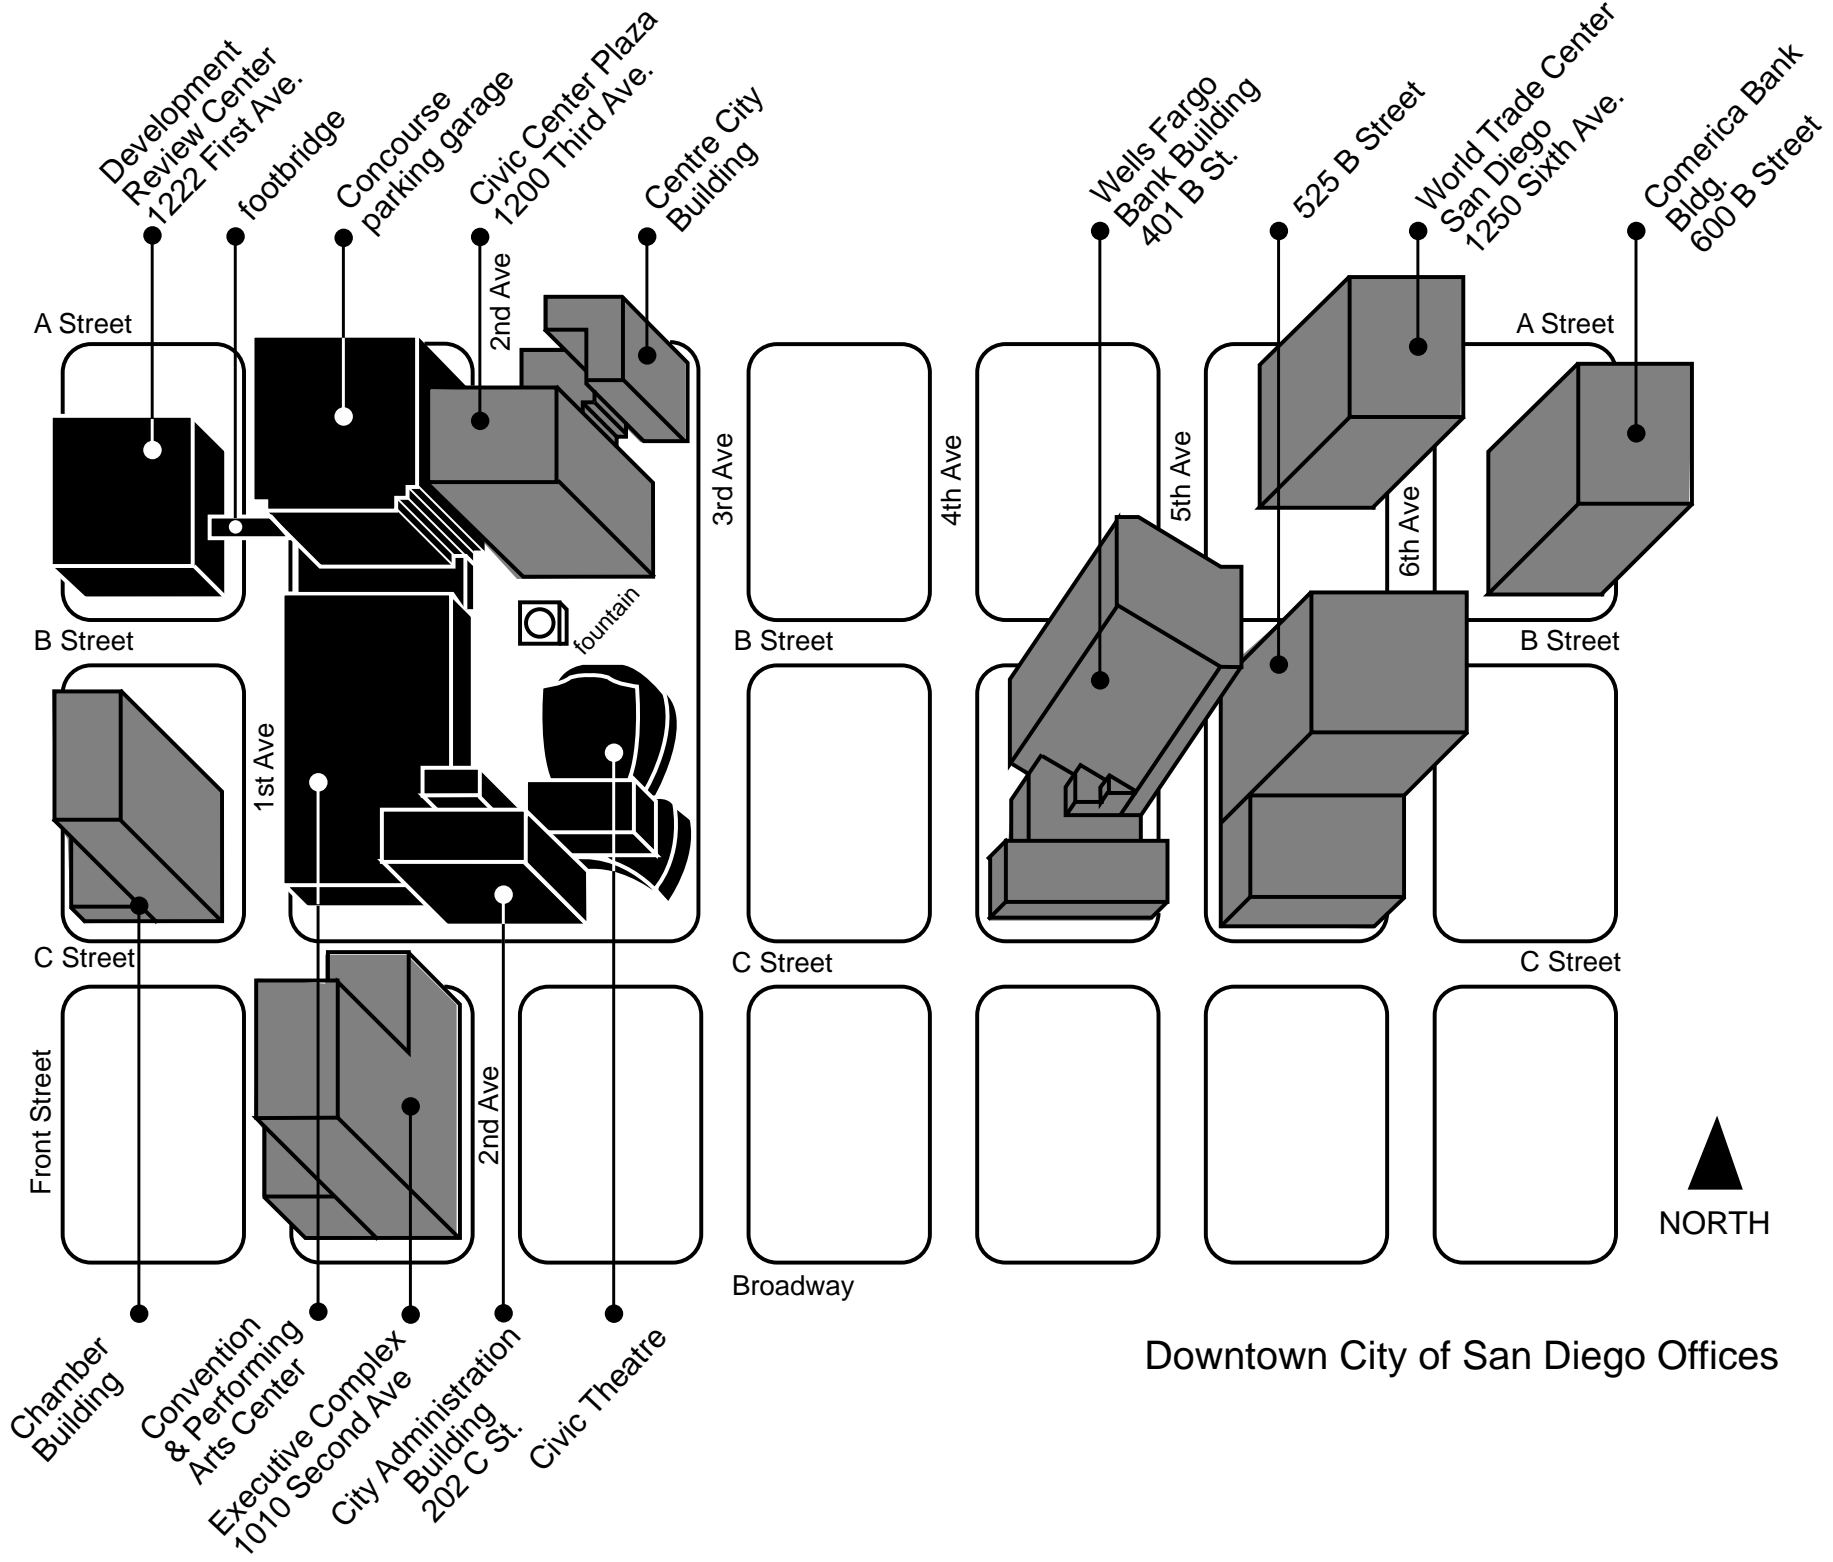 Development
Review Center
1222 First Ave.
footbridge
Concourse
parking garage
Civic Center Plaza
1200 Third Ave.
Centre City
Building
Wells Fargo
Bank Building
401 B St.
525 B Street
World Trade Center
San Diego
1250 Sixth Ave.
Comerica Bank
Bldg.
600 B Street
A Street
2nd Ave
A Street
3rd Ave
4th Ave
5th Ave
6th Ave
fountain
B Street
B Street
B Street
1st Ave
C Street
C Street
C Street
Front Street
2nd Ave
NORTH
Broadway
Chamber
Building
Convention
& Performing
Arts Center
Executive Complex
1010 Second Ave
City Administration
Building
202 C St.
Civic Theatre
Downtown City of San Diego Offices